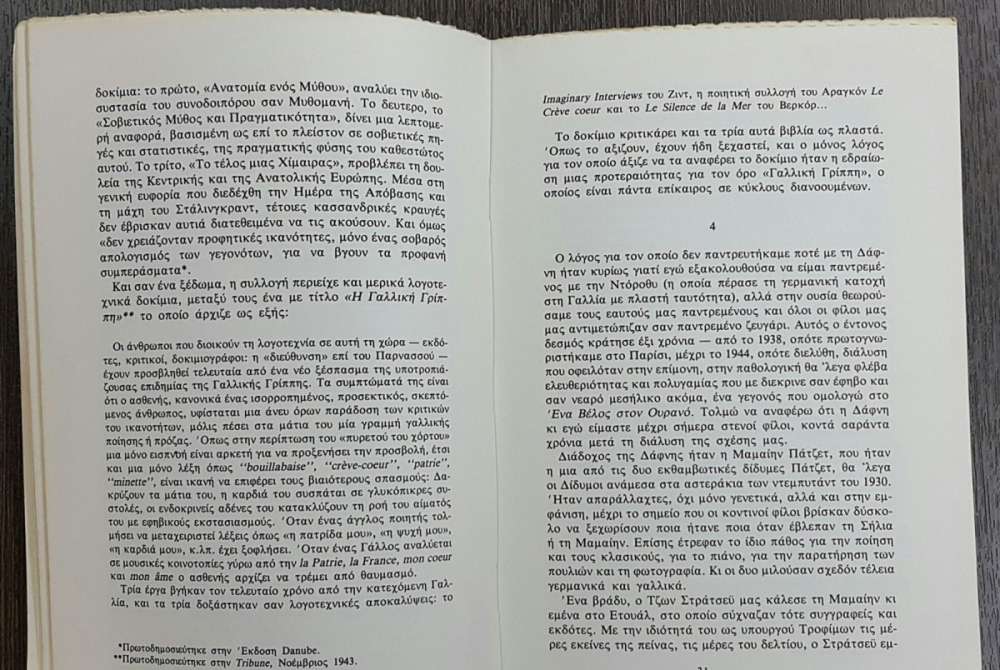 δοκίμια: το πρώτο, «Ανατομία ενός Μύθου», αναλύει την ιδιο-
συστασία του συνοδοιπόρου σαν Μυθομανή. Το δεύτερο, το
«Σοβιετικός Μύθος και Πραγματικότητα», δίνει μια λεπτομε-
ρή αναφορά, βασισμένη ως επί το πλείστον σε σοβιετικές πη-
γές και στατιστικές, της πραγματικής φύσης του καθεστώτος
αυτού. Το τρίτο, «Το τέλος μιας Χίμαιρας», προβλέπει τη δου-
λεία της Κεντρικής και της Ανατολικής Ευρώπης. Μέσα στη
γενική ευφορία που διεδέχθη την Ημέρα της Απόβασης και
τη μάχη του Στάλινγκραντ, τέτοιες κασσανδρικές κραυγές
δεν έβρισκαν αυτιά διατεθειμένα να τις ακούσουν. Και όμως
«δεν χρειάζονταν προφητικές ικανότητες, μόνο ένας σοβαρός
απολογισμός των γεγονότων, για να βγουν τα προφανή
συμπεράσματα*.
Και σαν ένα ξέδωμα, η συλλογή περιείχε και μερικά λογοτε-
χνικά δοκίμια, μεταξύ τους ένα με τίτλο «Η Γαλλική Γρίπ-
πη»** το οποίο άρχιζε ως εξής:
Οι άνθρωποι που διοικούν τη λογοτεχνία σε αυτή τη χώρα — εκδό-
τες, κριτικοί, δοκιμιογράφοι: η «διεύθυνση» επί του Παρνασσού —
έχουν προσβληθεί τελευταία από ένα νέο ξέσπασμα της υποτροπιά-
ζουσας επιδημίας της Γαλλικής Γρίππης. Τα συμπτώματά της είναι
ότι ο ασθενής, κανονικά ένας ισορροπημένος, προσεκτικός, σκεπτό-
μενος άνθρωπος, υφίσταται μια άνευ όρων παράδοση των κριτικών
του ικανοτήτων, μόλις πέσει στα μάτια του μία γραμμή γαλλικής
ποίησης ή πρόζας. Όπως στην περίπτωση του «πυρετού του χόρτου»
μια μόνο εισπνοή είναι αρκετή για να προξενήσει την προσβολή, έτσι
και μια μόνο λέξη όπως "bouillabaise", "crève-coeur", "patrie",
"minette", είναι ικανή να επιφέρει τους βιαιότερους σπασμούς: Δα-
κρύζουν τα μάτια του, η καρδιά του συσπάται σε γλυκόπικρες συ-
στολές, οι ενδοκρινείς αδένες του κατακλύζουν τη ροή του αίματός
του με εφηβικούς εκστασιασμούς. Όταν ένας άγγλος ποιητής τολ-
μήσει να μεταχειριστεί λέξεις όπως «η πατρίδα μου», «η ψυχή μου»,
«η καρδιά μου», κ.λπ. έχει ξοφλήσει. Όταν ένας Γάλλος αναλύεται
σε μουσικές κοινοτοπίες γύρω από την la Patrie, la France, mon coeur
και mon âme ο ασθενής αρχίζει να τρέμει από θαυμασμό.
Τρία έργα βγήκαν τον τελευταίο χρόνο από την κατεχόμενη Γαλ-
λία, και τα τρία δοξάστηκαν σαν λογοτεχνικές αποκαλύψεις: το
*Πρωτοδημοσιεύτηκε στην Έκδοση Danube.
**Πρωτοδημοσιεύτηκε στην Tribune, Νοέμβριος 1943.
Imaginary Interviews του Ζιντ, η ποιητική συλλογή του Αραγκόν Le
Crève coeur και το Le Silence de la Mer του Βερκόρ...
Το δοκίμιο κριτικάρει και τα τρία αυτά βιβλία ως πλαστά.
Όπως το αξιζουν, έχουν ήδη ξεχαστεί, και ο μόνος λόγος
για τον οποίο άξιζε να τα αναφέρει το δοκίμιο ήταν η εδραίω-
ση μιας προτεραιότητας για τον όρο «Γαλλική Γρίππη», ο
οποίος είναι πάντα επίκαιρος σε κύκλους διανοουμένων.
4
Ο λόγος για τον οποίο δεν παντρευτήκαμε ποτέ με τη Δάφ-
νη ήταν κυρίως γιατί εγώ εξακολουθούσα να είμαι παντρεμέ-
νος με την Ντόροθυ (η οποία πέρασε τη γερμανική κατοχή
στη Γαλλία με πλαστή ταυτότητα), αλλά στην ουσία θεωρού-
σαμε τους εαυτούς μας παντρεμένους και όλοι οι φίλοι μας
μας αντιμετώπιζαν σαν παντρεμένο ζευγάρι. Αυτός ο έντονος
δεσμός κράτησε έξι χρόνια — από το 1938, οπότε πρωτογνω-
ριστήκαμε στο Παρίσι, μέχρι το 1944, οπότε διελύθη, διάλυση
που οφειλόταν στην επίμονη, στην παθολογική θα 'λεγα φλέβα
ελευθεριότητας και πολυγαμίας που με διεκρινε σαν έφηβο και
σαν νεαρό μεσήλικο ακόμα, ένα γεγονός που ομολογώ στο
Ένα Βέλος στον Ουρανό. Τολμώ να αναφέρω ότι η Δάφνη
κι εγώ είμαστε μέχρι σήμερα στενοί φίλοι, κοντά σαράντα
χρόνια μετά τη διάλυση της σχέσης μας.
Διάδοχος της Δάφνης ήταν η Μαμαίην Πάτζετ, που ήταν
η μια από τις δυο εκθαμβωτικές δίδυμες Πάτζετ, θα 'λεγα
οι Δίδυμοι ανάμεσα στα αστεράκια των ντεμπυτάντ του 1930.
Ήταν απαράλλαχτες, όχι μόνο γενετικά, αλλά και στην εμ-
φάνιση, μέχρι το σημείο που οι κοντινοί φίλοι βρίσκαν δύσκο-
λο να ξεχωρίσουν ποια ήτανε ποια όταν έβλεπαν τη Σήλια
ή τη Μαμαίην. Επίσης έτρεφαν το ίδιο πάθος για την ποίηση
και τους κλασικούς, για το πιάνο, για την παρατήρηση των
πουλιών και τη φωτογραφία. Κι οι δυο μιλούσαν σχεδόν τέλεια
γερμανικά και γαλλικά.
Ένα βράδυ, ο Τζων Στράτσεϋ μας κάλεσε τη Μαμαίην κι
εμένα στο Ετουάλ, στο οποίο σύχναζαν τότε συγγραφείς και
εκδότες. Με την ιδιότητά του ως υπουργού Τροφίμων τις μέ-
ρες εκείνες της πείνας, τις μέρες του δελτίου, ο Στράτσεϋ εμ-